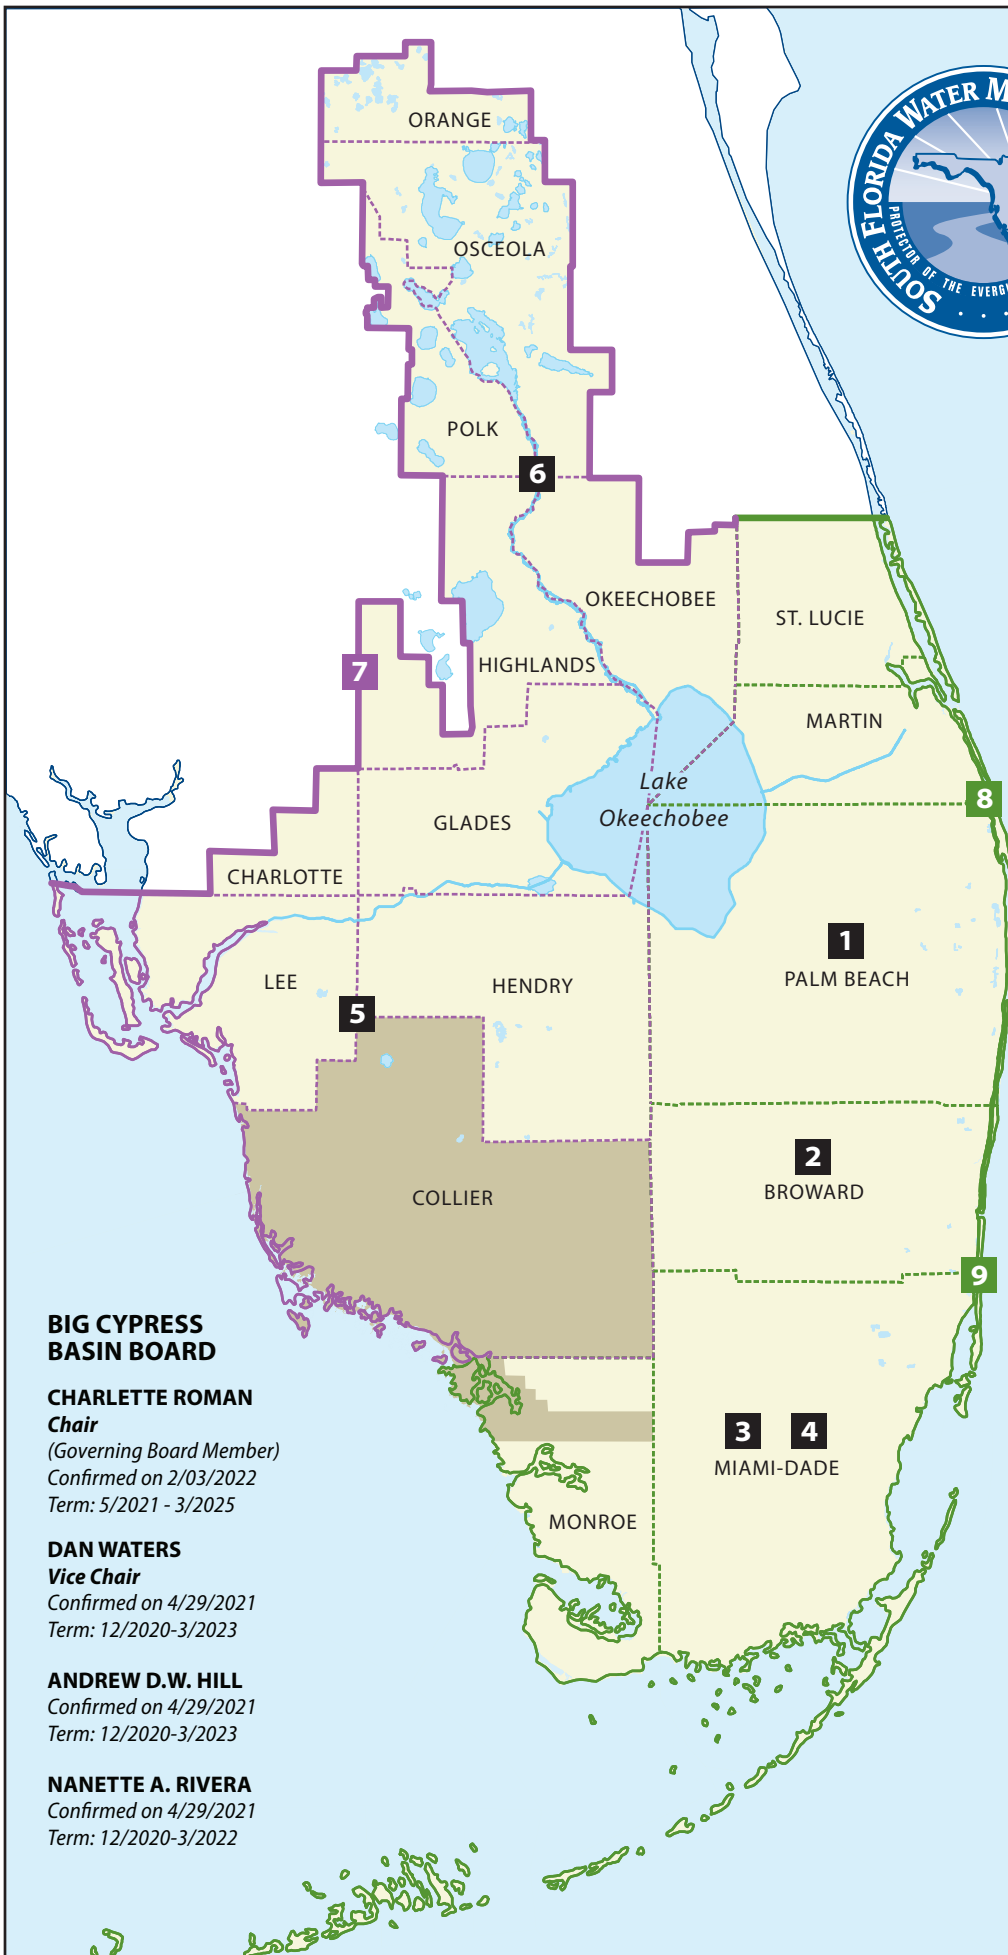 ORANGE
SOUTH FLORIDA WATER M
PROTECTOR OF THE EVERG
OSCEOLA
POLK
6
OKEECHOBEE
ST. LUCIE
7
HIGHLANDS
MARTIN
Lake
Okeechobee
8
GLADES
CHARLOTTE
1
PALM BEACH
LEE
HENDRY
5
2
BROWARD
COLLIER
9
3 4
MIAMI-DADE
MONROE
BIG CYPRESS
BASIN BOARD
CHARLETTE ROMAN
Chair
(Governing Board Member)
Confirmed on 2/03/2022
Term: 5/2021 - 3/2025
DAN WATERS
Vice Chair
Confirmed on 4/29/2021
Term: 12/2020-3/2023
ANDREW D.W. HILL
Confirmed on 4/29/2021
Term: 12/2020-3/2023
NANETTE A. RIVERA
Confirmed on 4/29/2021
Term: 12/2020-3/2022